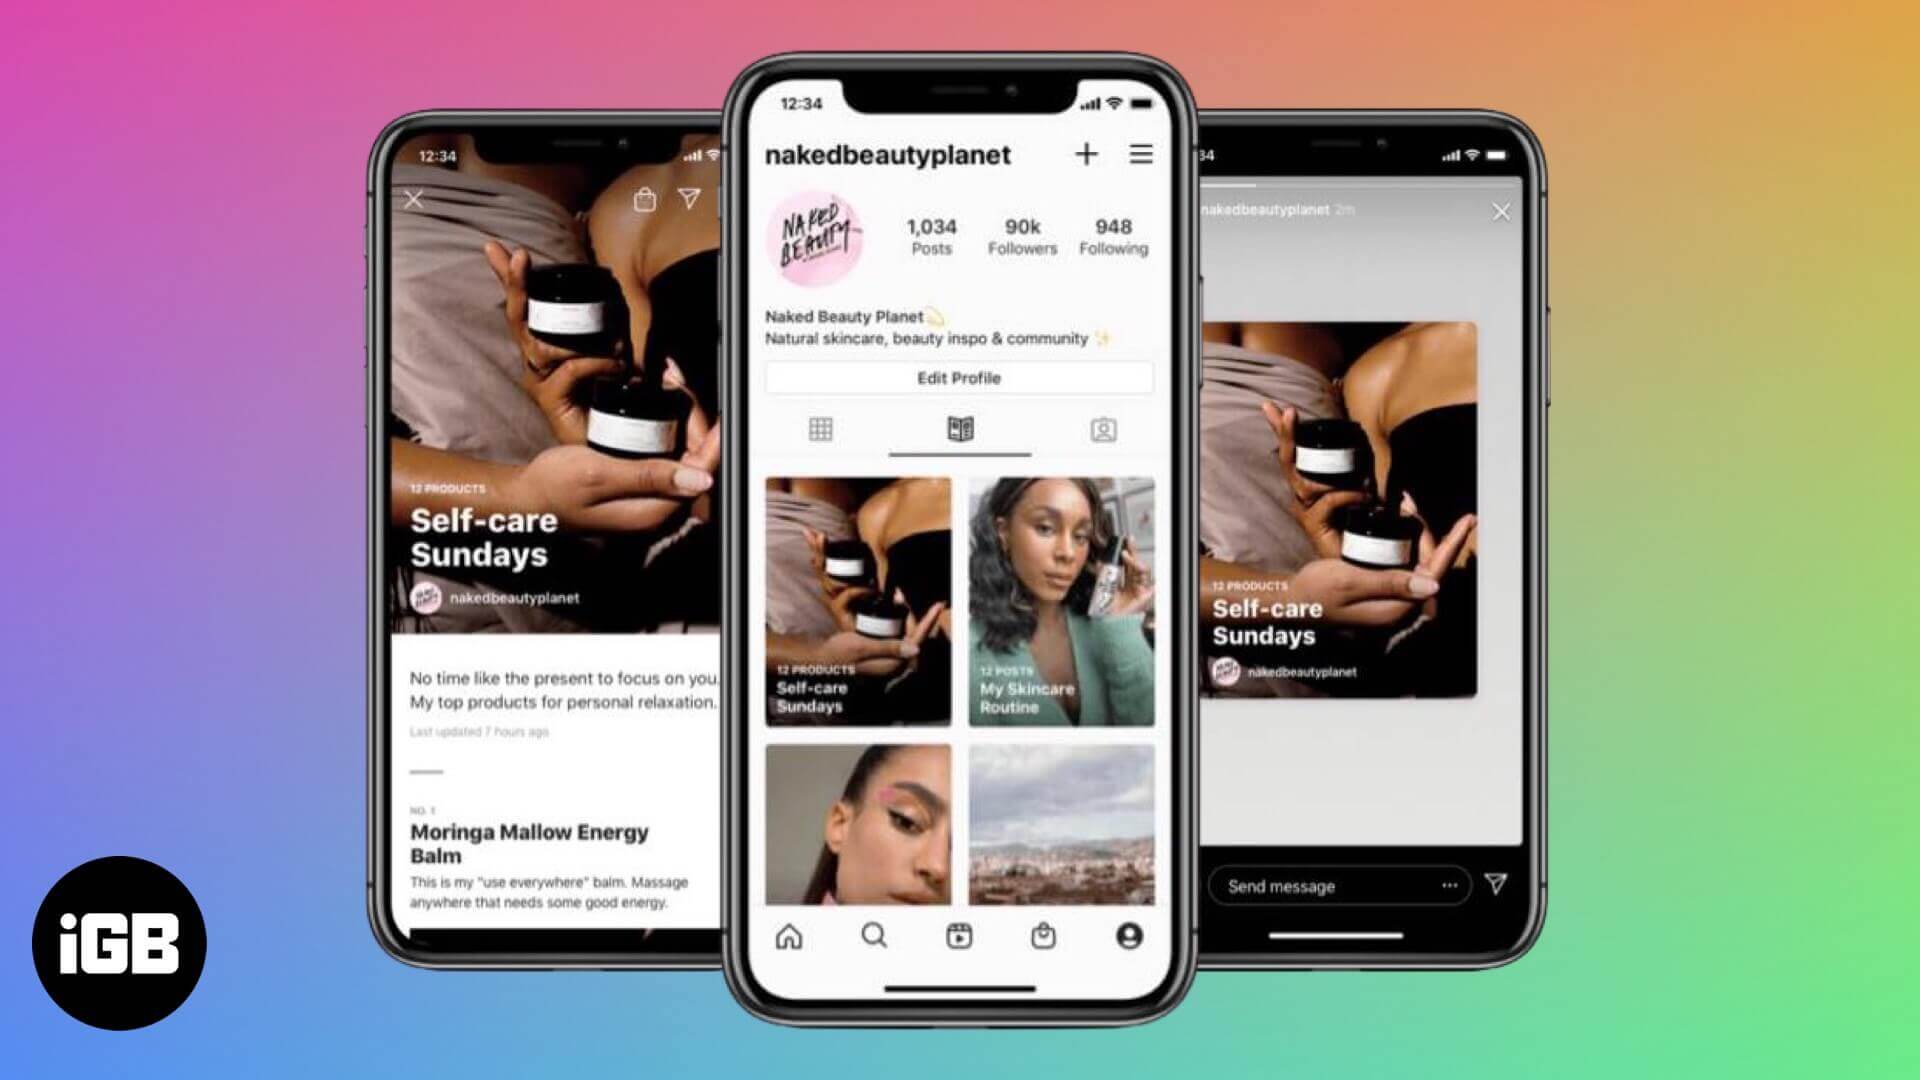 12:34
12 PRODUCTS
Self-care
Sundays
nakedbeautyplanet
No time like the present to focus on you.
My top products for personal relaxation.
Last updated 7 hours ago
NO. 1
Moringa Mallow Energy
Balm
This is my "use everywhere" balm. Massage
anywhere that needs some good energy.
12:34
nakedbeautyplanet
NAKED
BEAUTY
1,034
Posts
90k
Followers
948
Following
Naked Beauty Planet
Natural skincare, beauty inspo & community
Edit Profile
12 PRODUCTS
Self-care
Sundays
12 POSTS
My Skincare
Routine
34
nakedbeautyplanet 2m
12 PRODUCTS
Self-care
Sundays
nakedbeautyplanet
Send message
iGB